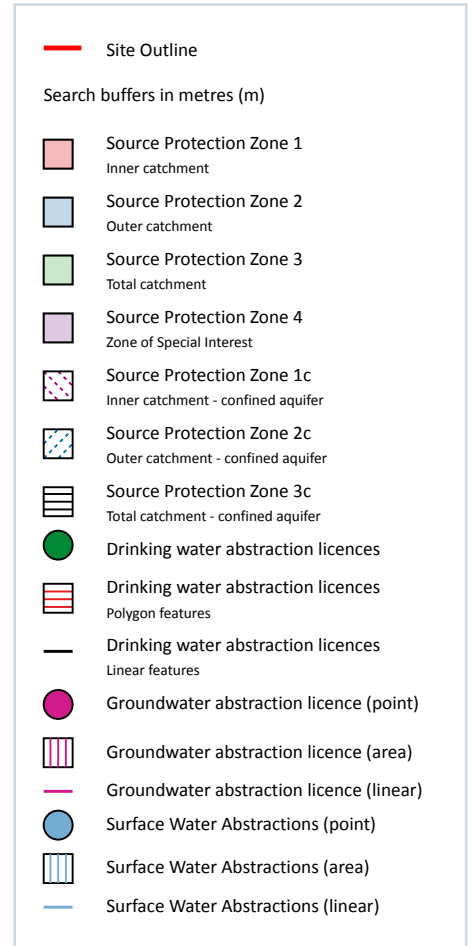 Site Outline
Search buffers in metres (m)
Source Protection Zone 1
Inner catchment
Source Protection Zone 2
Outer catchment
Source Protection Zone 3
Total catchment
Source Protection Zone 4
Zone of Special Interest
Source Protection Zone 1c
Inner catchment - confined aquifer
Source Protection Zone 2c
Outer catchment - confined aquifer
Source Protection Zone 3c
Total catchment - confined aquifer
Drinking water abstraction licences
Drinking water abstraction licences
Polygon features
Drinking water abstraction licences
Linear features
Groundwater abstraction licence (point)
Groundwater abstraction licence (area)
Groundwater abstraction licence (linear)
Surface Water Abstractions (point)
Surface Water Abstractions (area)
Surface Water Abstractions (linear)